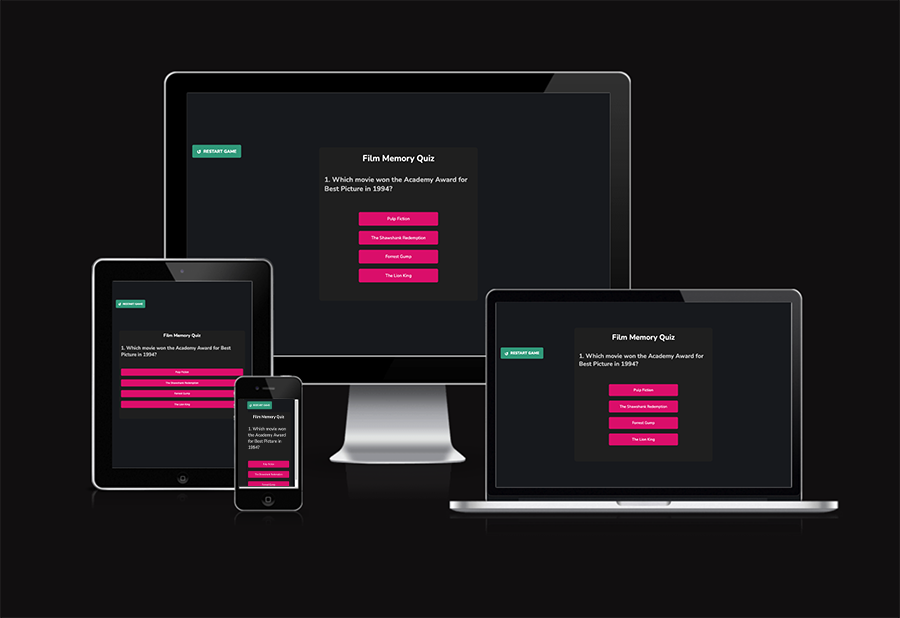 RESTART GAME
Film Memory Quiz
1. Which movie won the Academy Award for
Best Picture in 1994?
Pulp Fiction
The Shawshank Redemption
Forrest Gump
The Lion King
RESTART GAME
Film Memory Quiz
1. Which movie won the Academy Award for Best
Picture in 1994?
Pulp Fiction
The Shawshank Redemption
Forrest Gump
The Lion King
RESTART GAME
Film Memory Quiz
1. Which movie won
the Academy Award
for Best Picture in
1994?
Pulp Fiction
The Shawshank Redemption
Forrest Gump
RESTART GAME
Film Memory Quiz
1. Which movie won the Academy Award for
Best Picture in 1994?
Pulp Fiction
The Shawshank Redemption
Forrest Gump
The Lion King